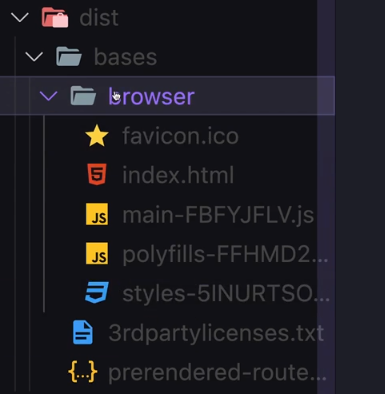 dist
bases
browser
favicon.ico
index.html
main-FBFYJFLV.js
polyfills-FFHMD2...
styles-5INURTSO...
3rdpartylicenses.txt
prerendered-route...